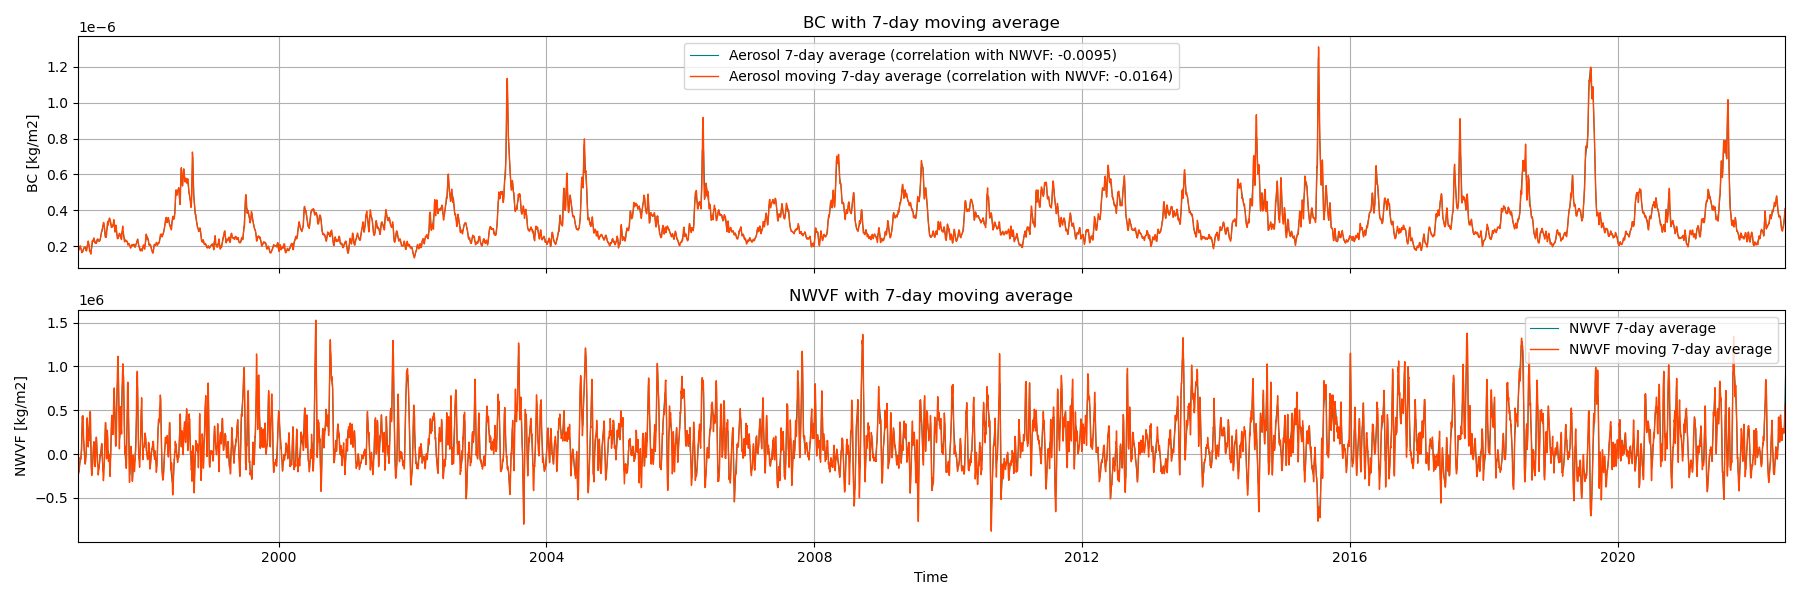 BC with 7-day moving average
1e−6
Aerosol 7-day average (correlation with NWVF: -0.0095)
Aerosol moving 7-day average (correlation with NWVF: -0.0164)
BC [kg/m2]
1.2
1.0
0.8
0.6
0.4
0.2
NWVF with 7-day moving average
1e6
NWVF 7-day average
NWVF moving 7-day average
NWVF [kg/m2]
1.5
1.0
0.5
0.0
−0.5
2000 2004 2008 2012 2016 2020
Time